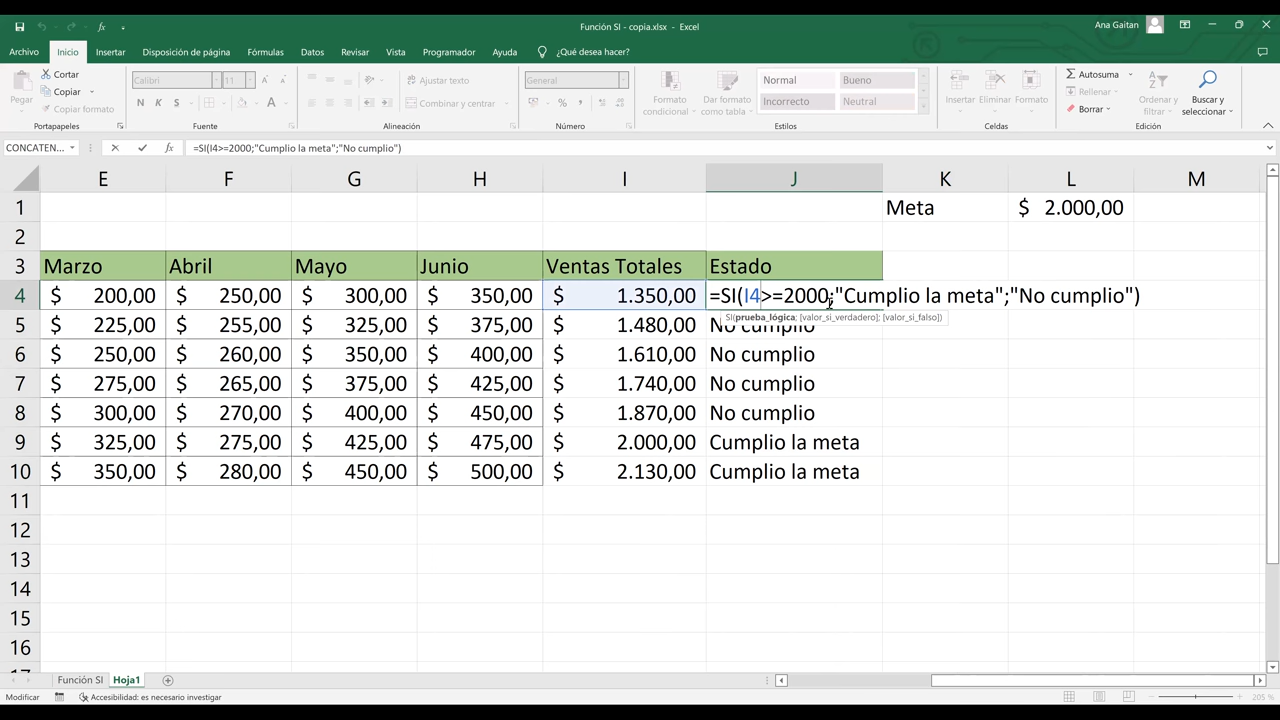 Función SI - copia.xlsx - Excel
Ana Gaitan
Archivo Inicio Insertar Disposición de página Fórmulas Datos Revisar Vista Programador Ayuda ¿Qué desea hacer?
Pegar
Cortar
Copiar
Copiar formato
Portapapeles
Calibri 11
N K S
Fuente
Ajustar texto
Combinar y centrar
Alineación
General
% 000
Número
Formato condicional
Dar formato como tabla
Normal Bueno
Incorrecto Neutral
Estilos
Insertar Eliminar Formato
Celdas
Autosuma
Rellenar
Borrar
Ordenar y filtrar
Buscar y seleccionar
Edición
CONCATEN... fx =SI(I4>=2000;"Cumplio la meta";"No cumplio")
E F G H I J K L M
1 Meta $ 2.000,00
2
3 Marzo Abril Mayo Junio Ventas Totales Estado
4 $ 200,00 $ 250,00 $ 300,00 $ 350,00 $ 1.350,00 =SI(I4>=2000;"Cumplio la meta";"No cumplio")
SI(prueba_lógica; [valor_si_verdadero]; [valor_si_falso])
5 $ 225,00 $ 255,00 $ 325,00 $ 375,00 $ 1.480,00 No cumplio
6 $ 250,00 $ 260,00 $ 350,00 $ 400,00 $ 1.610,00 No cumplio
7 $ 275,00 $ 265,00 $ 375,00 $ 425,00 $ 1.740,00 No cumplio
8 $ 300,00 $ 270,00 $ 400,00 $ 450,00 $ 1.870,00 No cumplio
9 $ 325,00 $ 275,00 $ 425,00 $ 475,00 $ 2.000,00 Cumplio la meta
10 $ 350,00 $ 280,00 $ 450,00 $ 500,00 $ 2.130,00 Cumplio la meta
11
12
13
14
15
16
Función SI Hoja1
Modificar Accesibilidad: es necesario investigar 205 %